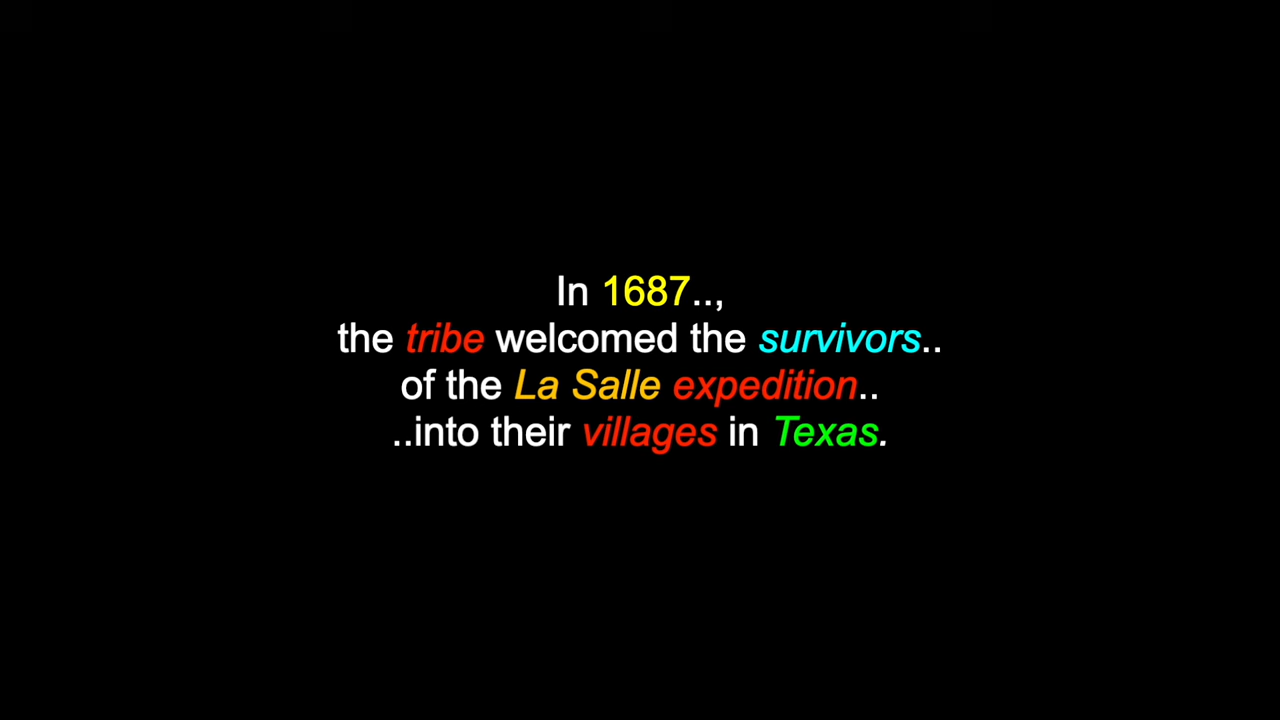 In 1687..,
the tribe welcomed the survivors..
of the La Salle expedition..
..into their villages in Texas.